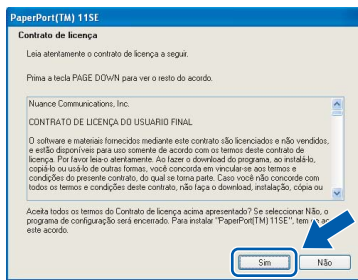 PaperPort(TM) 11SE
Contrato de licença
Leia atentamente o contrato de licença a seguir.
Prima a tecla PAGE DOWN para ver o resto do acordo.
Nuance Communications, Inc.
CONTRATO DE LICENÇA DO USUARIO FINAL
O software e materiais fornecidos mediante este contrato são licenciados e não vendidos,
e estão disponíveis para uso somente de acordo com os termos deste contrato de
licença. Por favor leia-o atentamente. Ao fazer o download do programa, ao instalá-lo,
copiá-lo ou usá-lo de outras formas, você concorda em vincular-se aos termos e
condições do presente contrato, do qual se torna parte. Caso você não concorde com
todos os termos e condições deste contrato, não faça o download, instalação, cópia ou
Aceita todos os termos do Contrato de licença acima apresentado? Se seleccionar Não, o
programa de configuração será encerrado. Para instalar "PaperPort(TM) 11SE", tem
este acordo.
Sim
Não